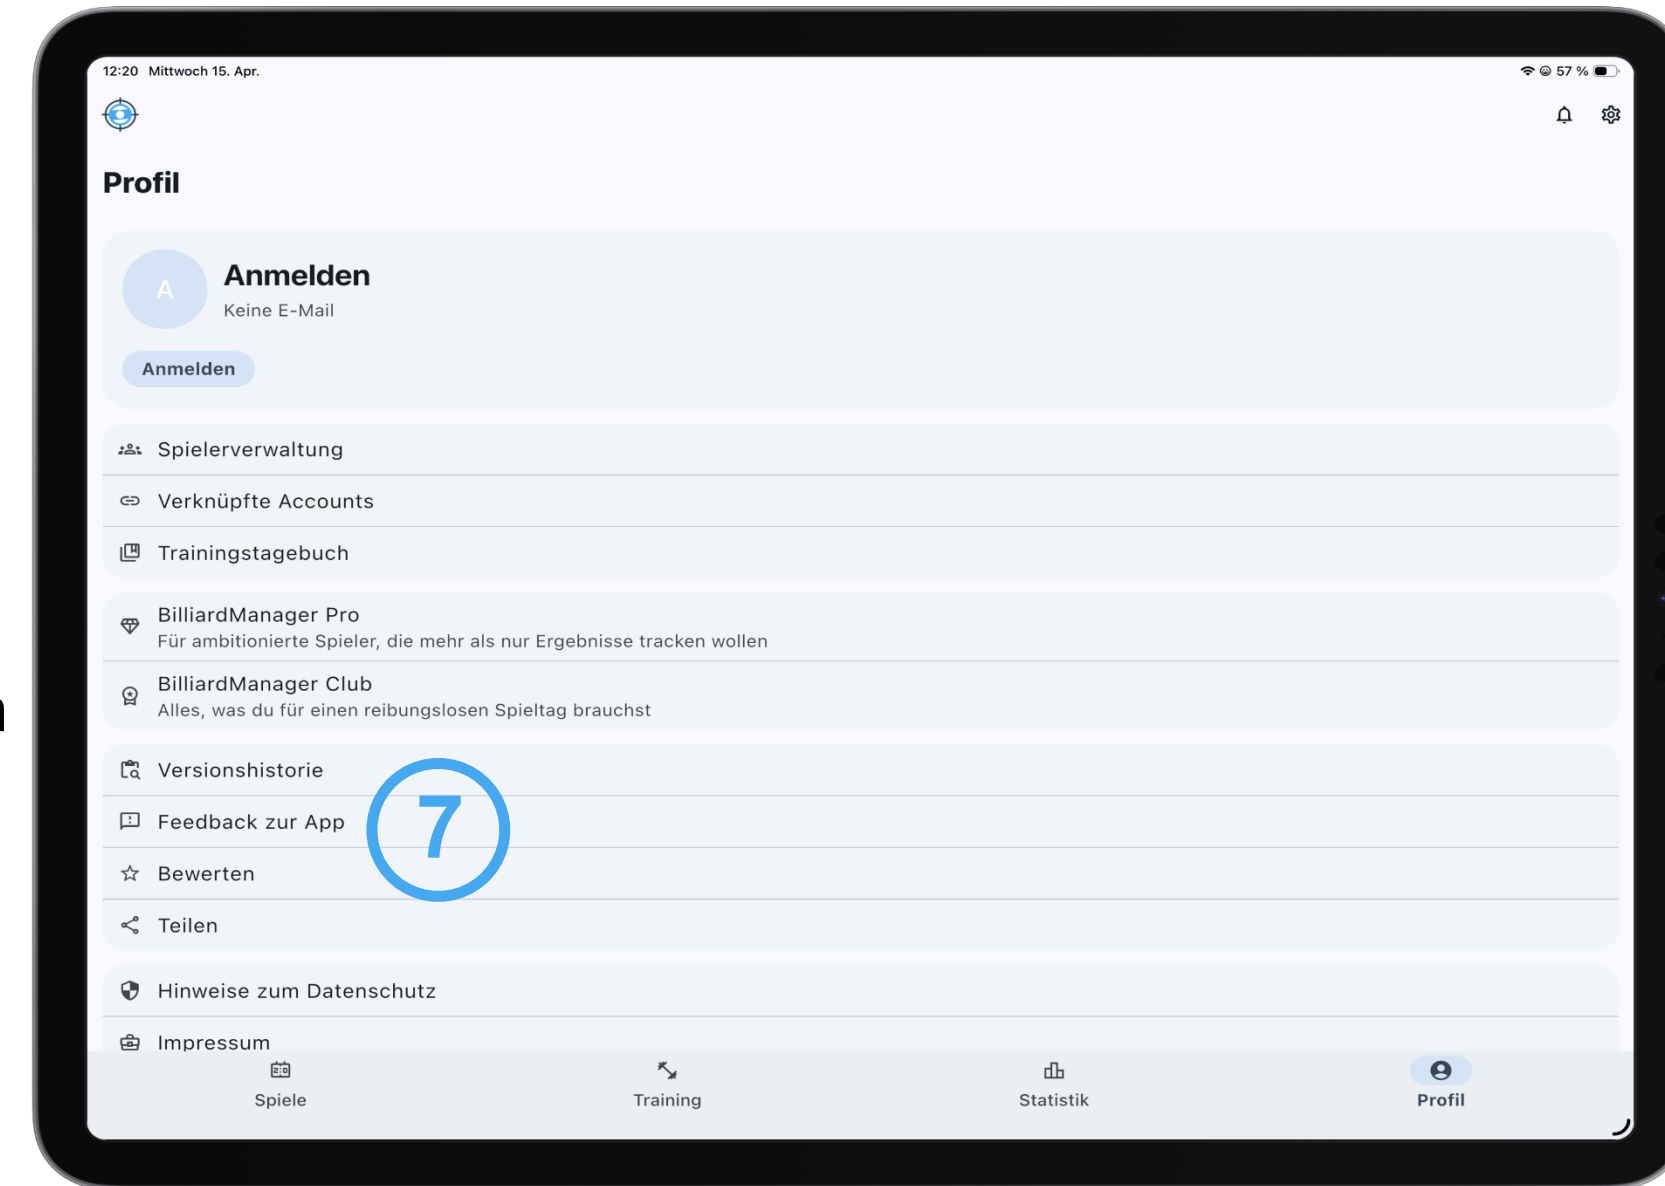 12:20 Mittwoch 15. Apr.
57 %
Profil
A
Anmelden
Keine E-Mail
Anmelden
Spielerverwaltung
Verknüpfte Accounts
Trainingstagebuch
BilliardManager Pro
Für ambitionierte Spieler, die mehr als nur Ergebnisse tracken wollen
BilliardManager Club
Alles, was du für einen reibungslosen Spieltag brauchst
Versionshistorie
Feedback zur App
7
Bewerten
Teilen
Hinweise zum Datenschutz
Impressum
Spiele
Training
Statistik
Profil